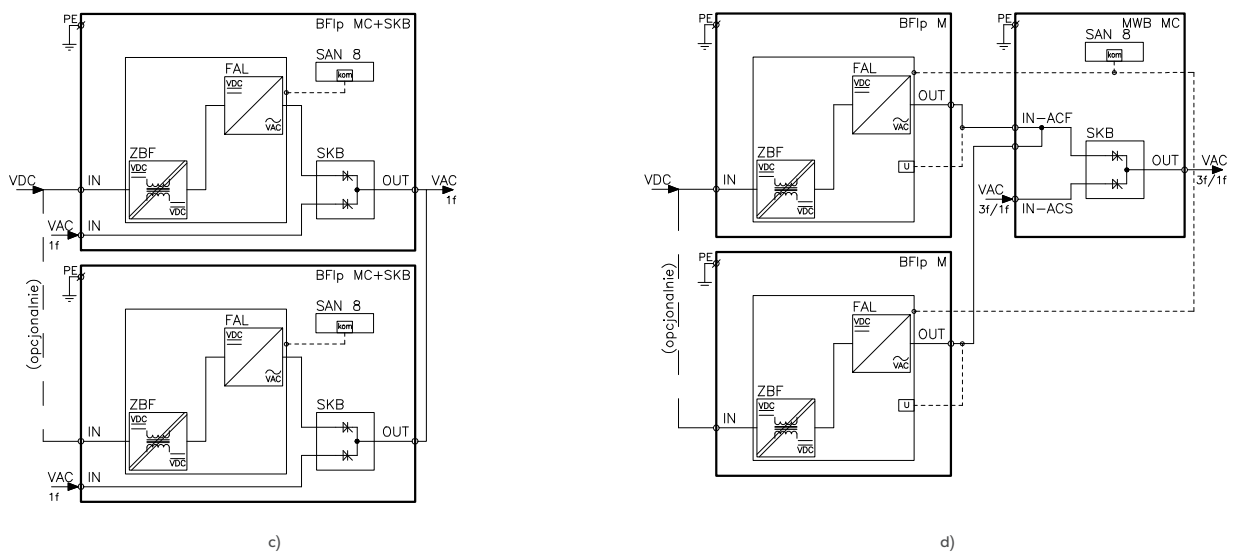 PE
BFIp MC+SKB
SAN 8
kom
FAL
VDC
VAC
ZBF
VDC
VDC
SKB
VDC
IN
OUT
VAC
1f
VAC
1f
IN
(opcjonalnie)
PE
BFIp MC+SKB
SAN 8
kom
FAL
VDC
VAC
ZBF
VDC
VDC
SKB
IN
OUT
VAC
1f
IN
c)
PE
BFIp M
FAL
VDC
VAC
OUT
ZBF
VDC
VDC
U
VDC
IN
PE
MWB MC
SAN 8
kom
IN-ACF
SKB
OUT
VAC
3f/1f
VAC
3f/1f
IN-ACS
(opcjonalnie)
PE
BFIp M
FAL
VDC
VAC
OUT
ZBF
VDC
VDC
U
IN
d)